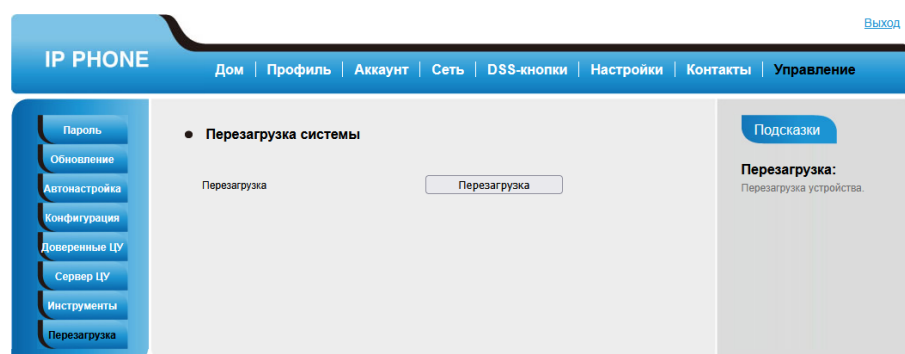 Выход
IP PHONE
Дом | Профиль | Аккаунт | Сеть | DSS-кнопки | Настройки | Контакты | Управление
Пароль
Обновление
Автонастройка
Конфигурация
Доверенные ЦУ
Сервер ЦУ
Инструменты
Перезагрузка
Перезагрузка системы
Перезагрузка
Перезагрузка
Подсказки
Перезагрузка:
Перезагрузка устройства.